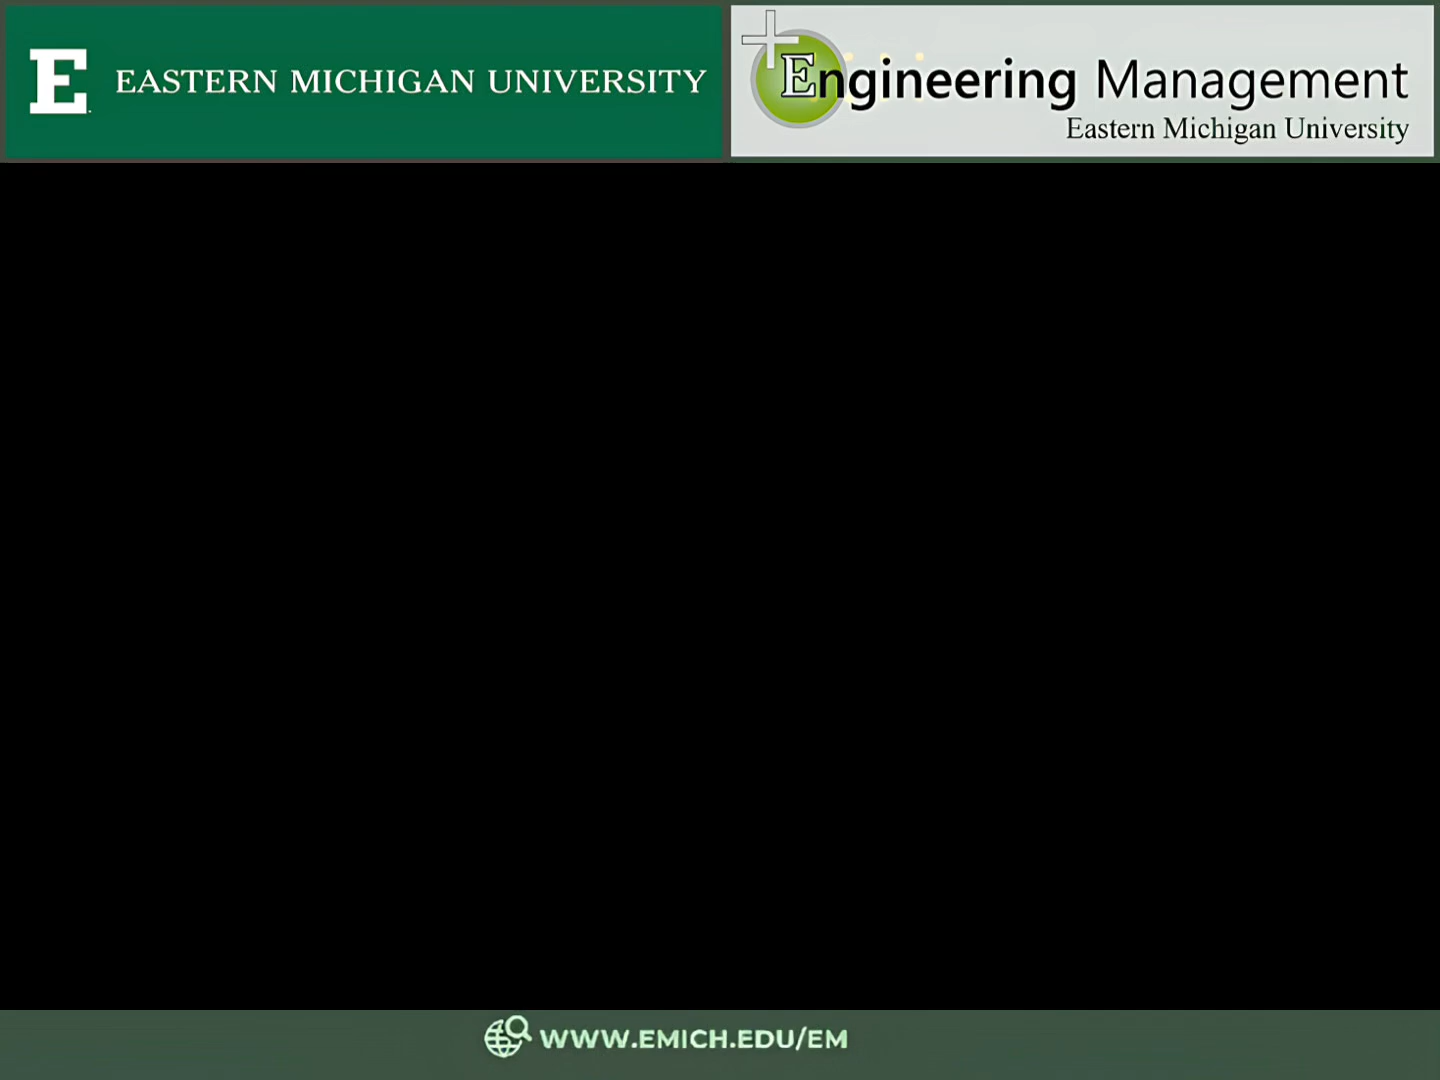 E EASTERN MICHIGAN UNIVERSITY
Engineering Management
Eastern Michigan University
WWW.EMICH.EDU/EM